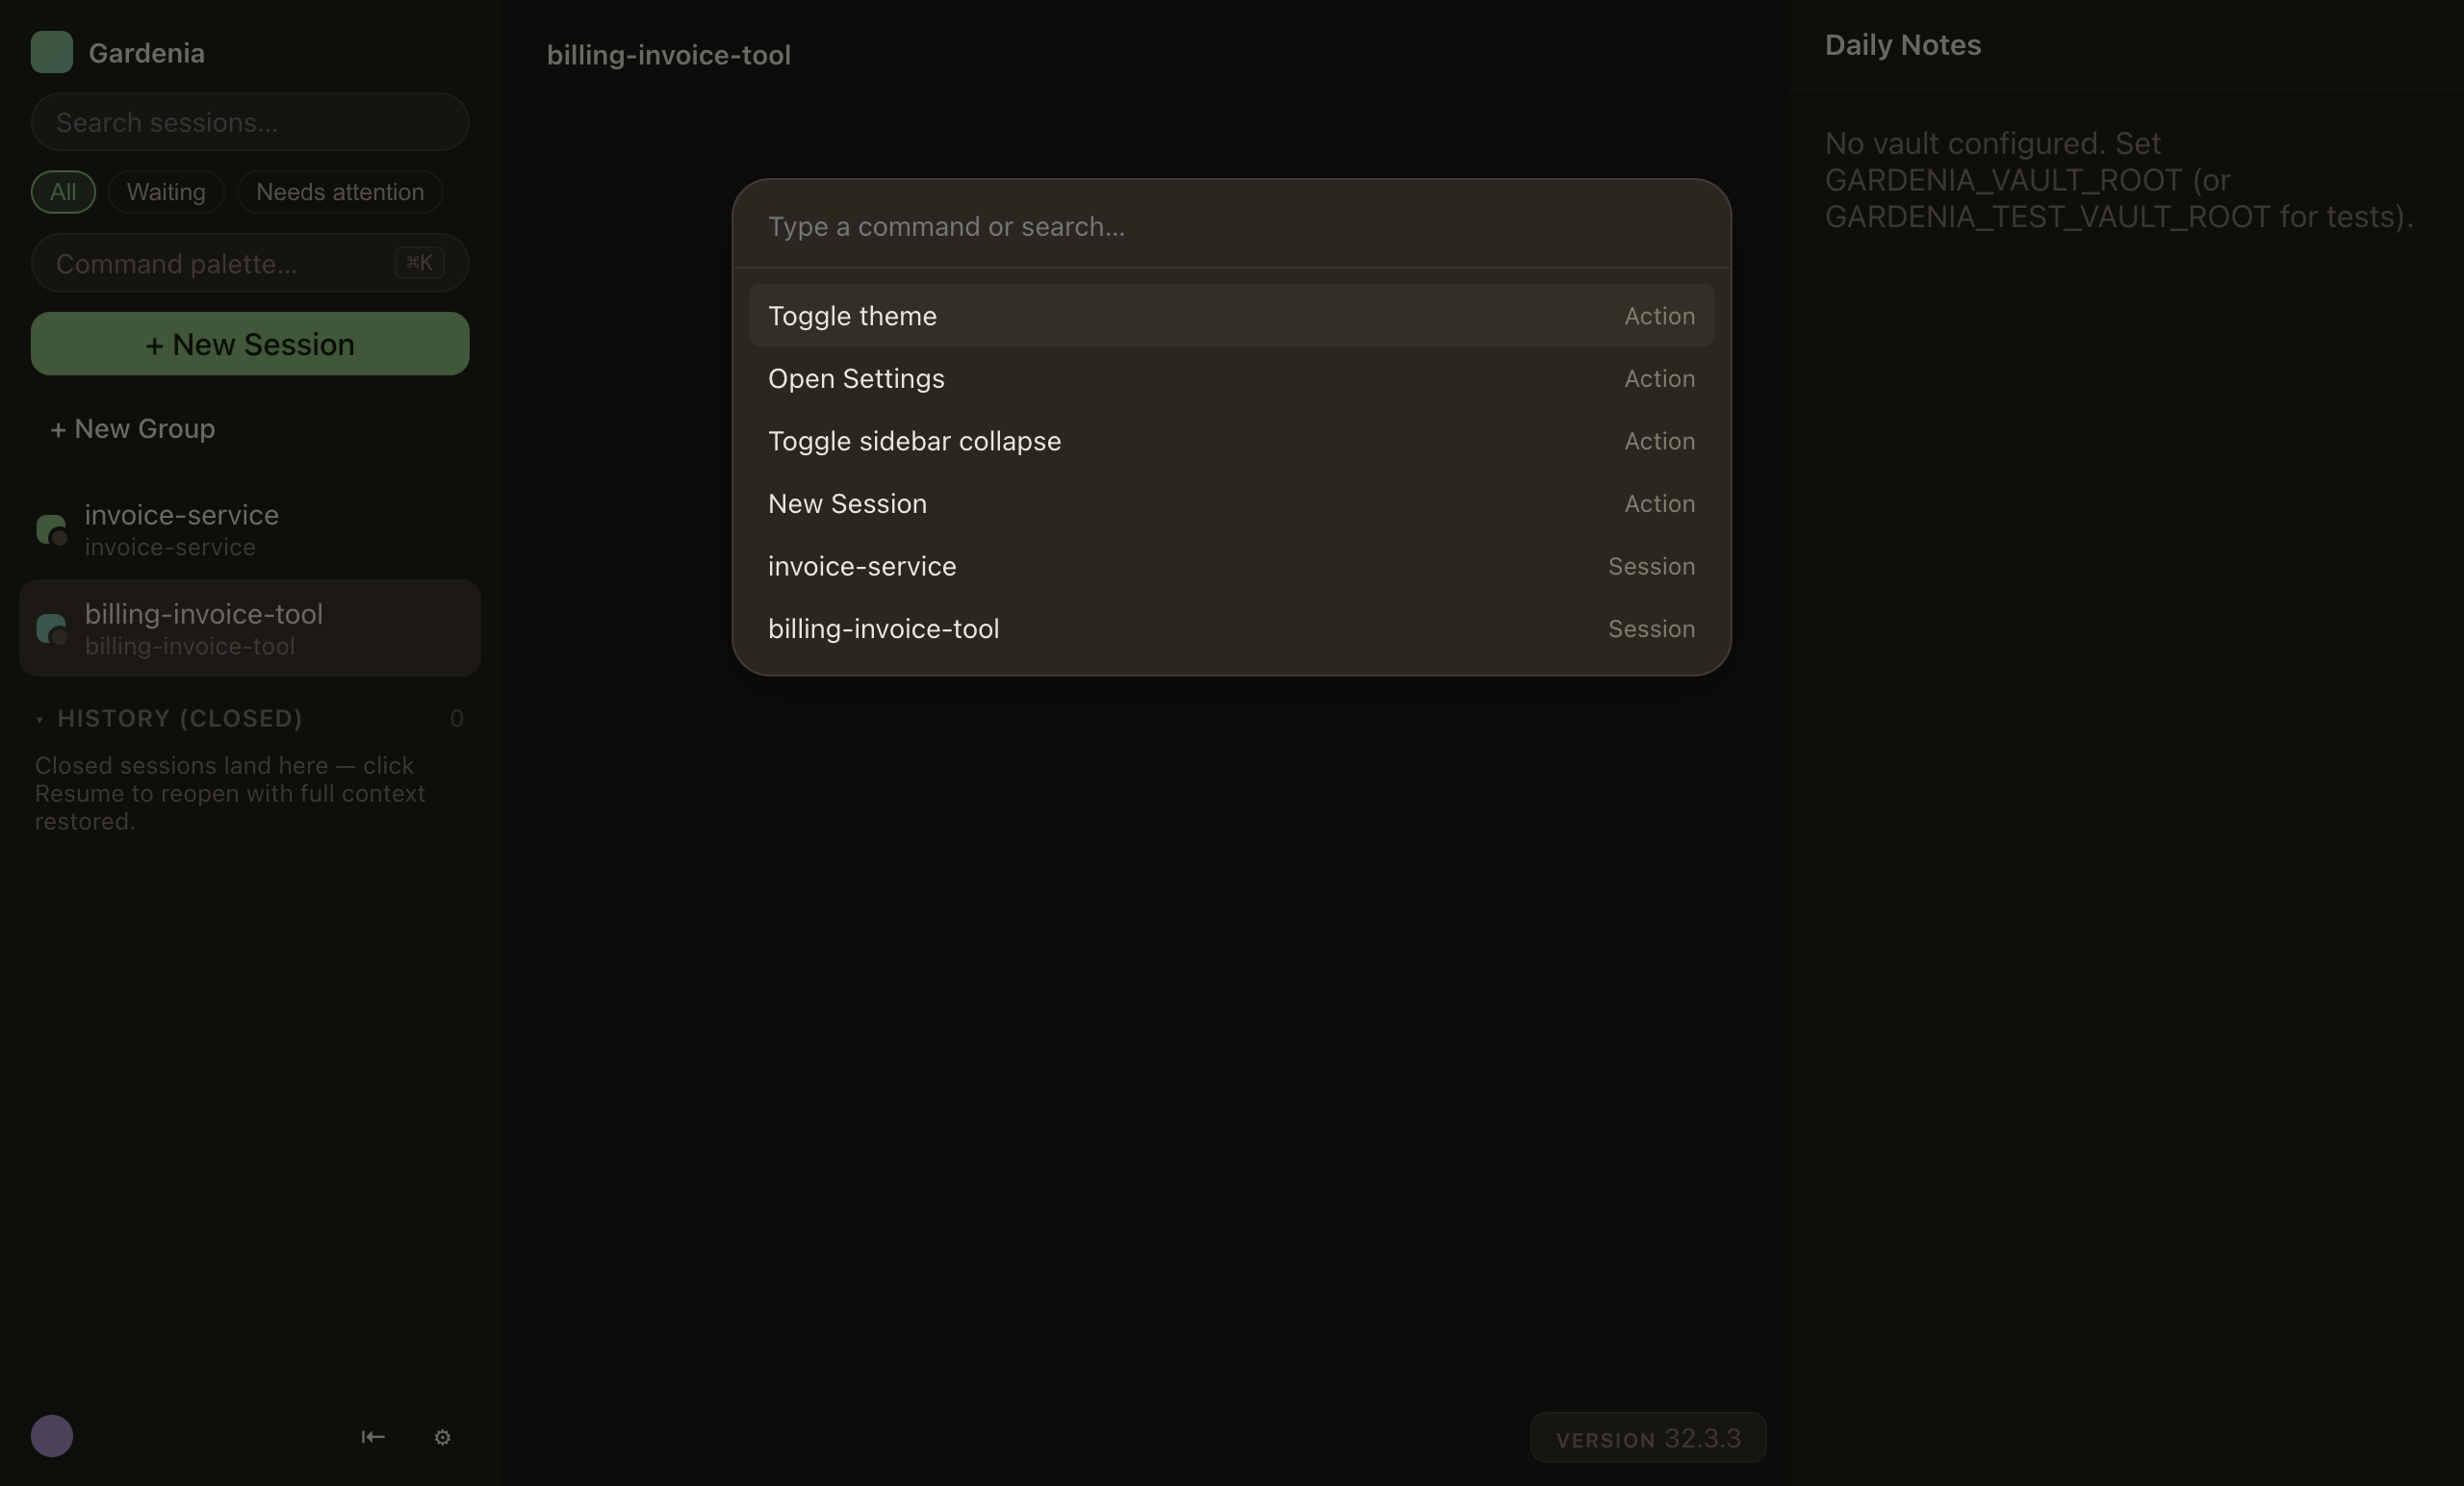 Gardenia
Search sessions...
All
Waiting
Needs attention
Command palette...
⌘K
+ New Session
+ New Group
invoice-service
invoice-service
billing-invoice-tool
billing-invoice-tool
HISTORY (CLOSED)
0
Closed sessions land here — click
Resume to reopen with full context
restored.
billing-invoice-tool
Type a command or search...
Toggle theme
Action
Open Settings
Action
Toggle sidebar collapse
Action
New Session
Action
invoice-service
Session
billing-invoice-tool
Session
VERSION 32.3.3
Daily Notes
No vault configured. Set
GARDENIA_VAULT_ROOT (or
GARDENIA_TEST_VAULT_ROOT for tests).